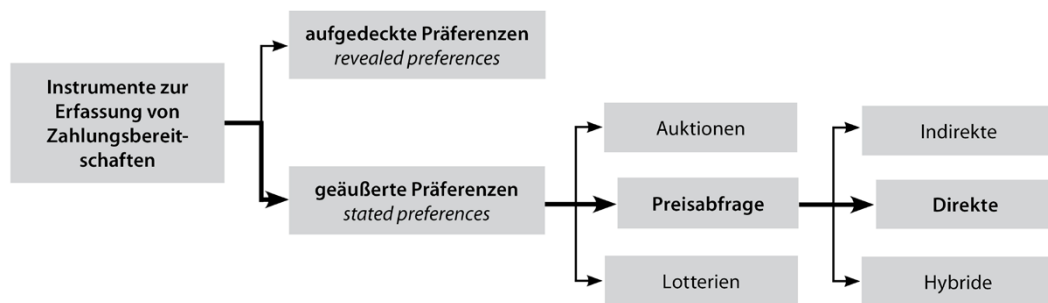 Instrumente zur
Erfassung von
Zahlungsbereit-
schaften
aufgedeckte Präferenzen
revealed preferences
geäußerte Präferenzen
stated preferences
Auktionen
Preisabfrage
Lotterien
Indirekte
Direkte
Hybride